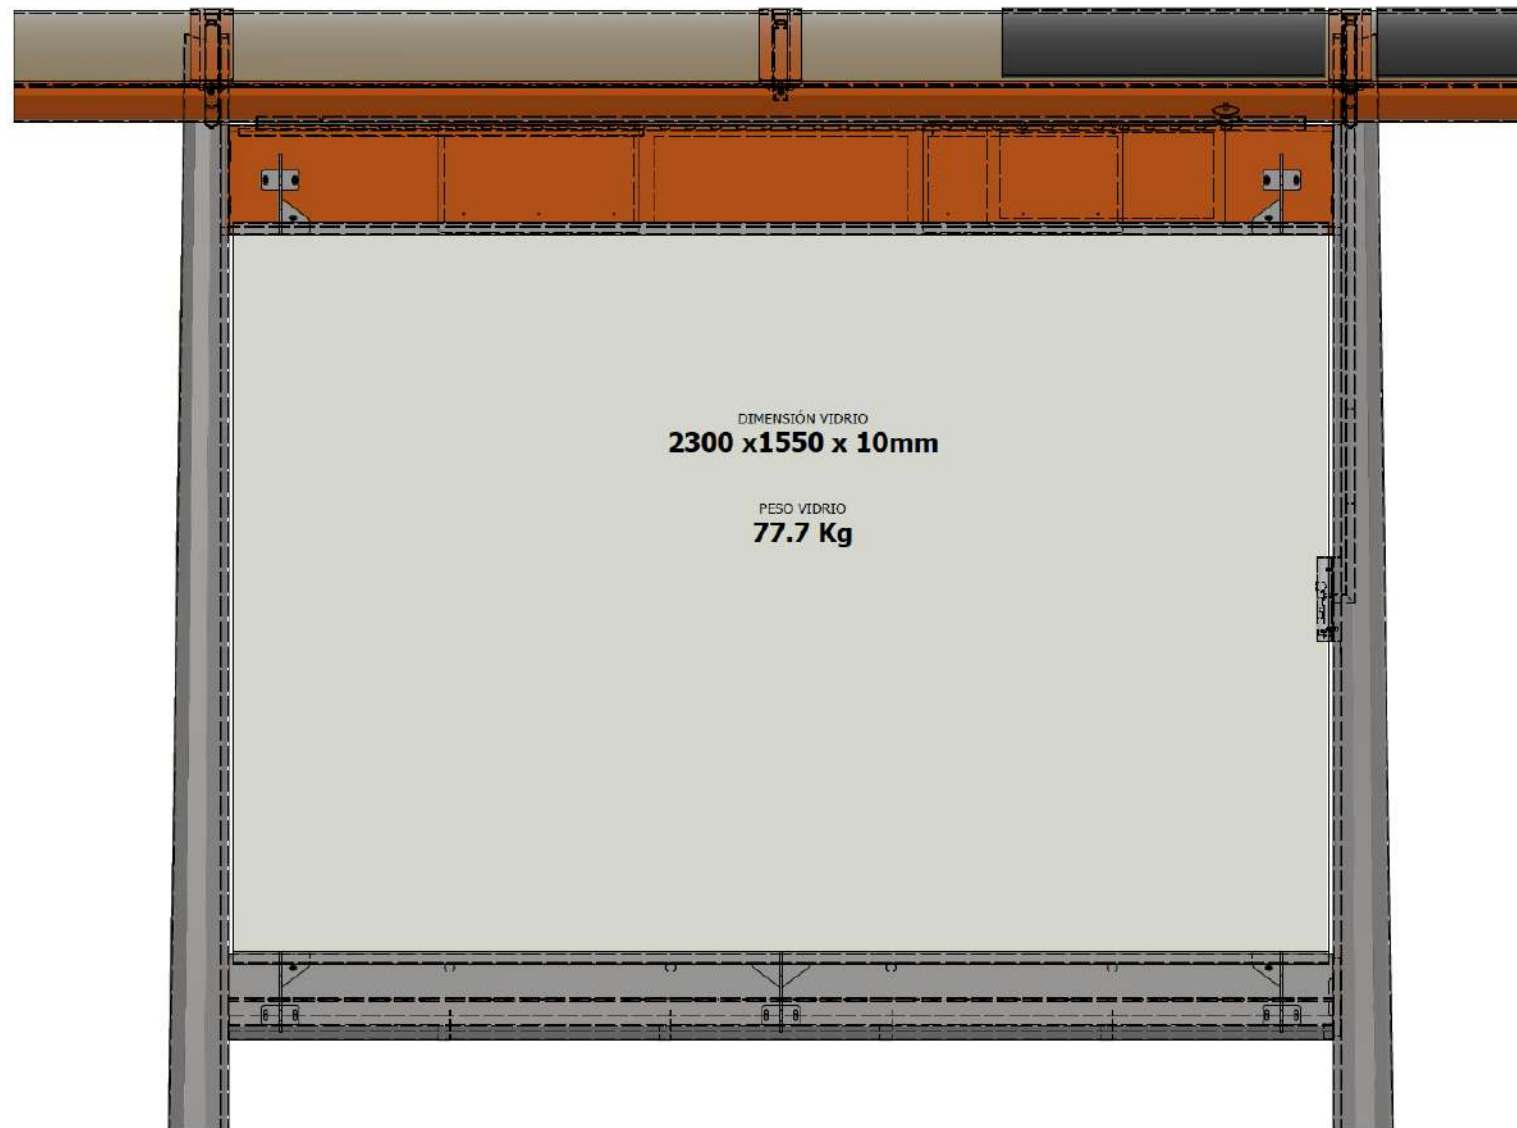 DIMENSIÓN VIDRIO
2300 x1550 x 10mm
PESO VIDRIO
77.7 Kg